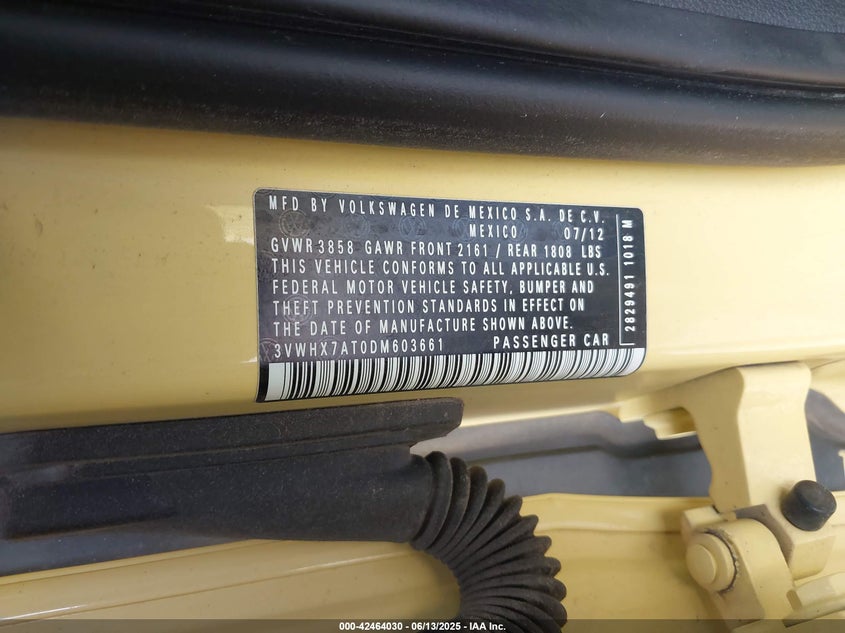 MFD BY VOLKSWAGEN DE MEXICO S.A. DE C.V.
MEXICO 07/12
GVWR 3858 GAWR FRONT 2161 / REAR 1808 LBS
THIS VEHICLE CONFORMS TO ALL APPLICABLE U.S.
FEDERAL MOTOR VEHICLE SAFETY, BUMPER AND
THEFT PREVENTION STANDARDS IN EFFECT ON
THE DATE OF MANUFACTURE SHOWN ABOVE.
3VWHX7AT0DM603661 PASSENGER CAR
2829491 1018 M
000-42464030 - 06/13/2025 - IAA Inc.